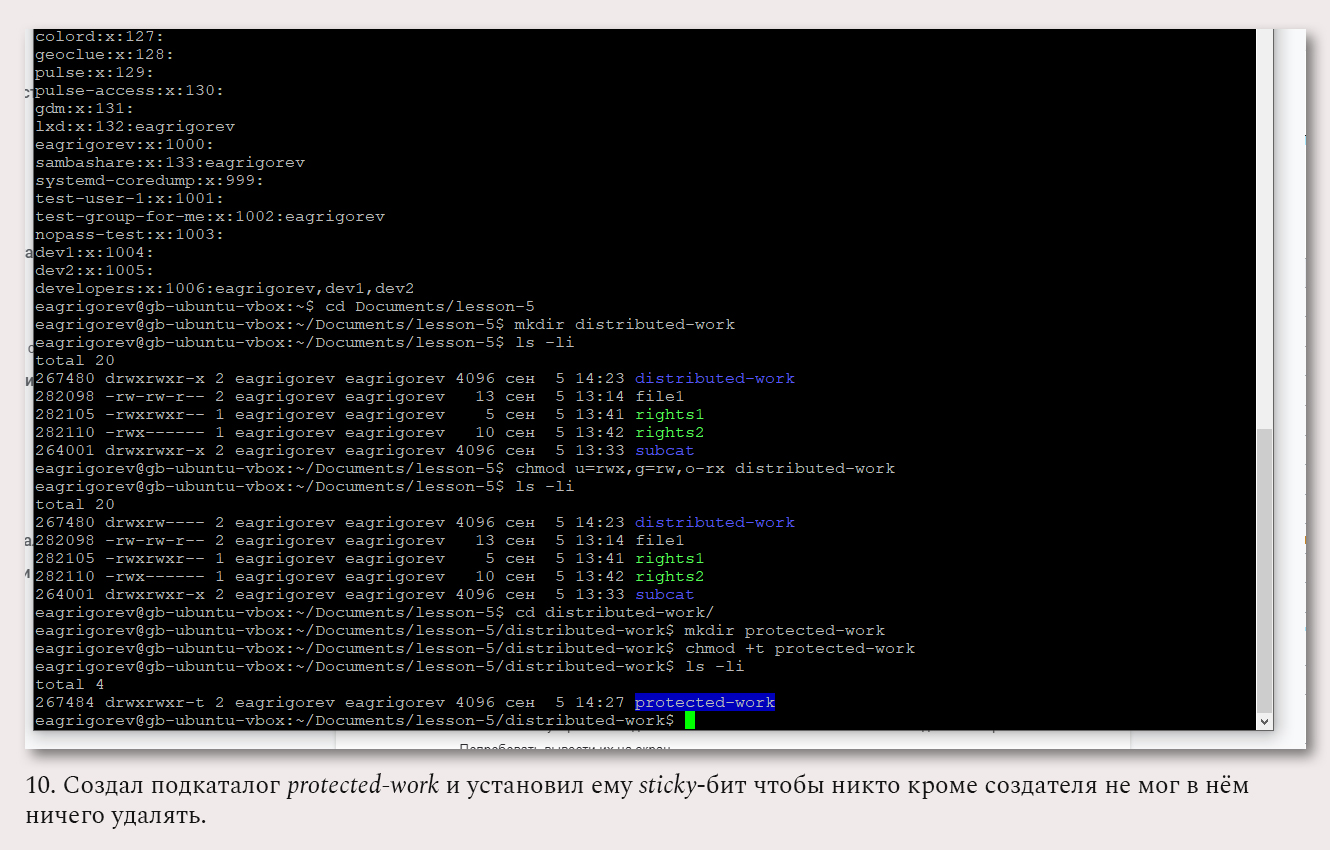 colord:x:127:
geoclue:x:128:
pulse:x:129:
pulse-access:x:130:
gdm:x:131:
lxd:x:132:eagrigorev
eagrigorev:x:1000:
sambashare:x:133:eagrigorev
systemd-coredump:x:999:
test-user-1:x:1001:
test-group-for-me:x:1002:eagrigorev
nopass-test:x:1003:
dev1:x:1004:
dev2:x:1005:
developers:x:1006:eagrigorev,dev1,dev2
eagrigorev@gb-ubuntu-vbox:~$ cd Documents/lesson-5
eagrigorev@gb-ubuntu-vbox:~/Documents/lesson-5$ mkdir distributed-work
eagrigorev@gb-ubuntu-vbox:~/Documents/lesson-5$ ls -li
total 20
267480 drwxrwxr-x 2 eagrigorev eagrigorev 4096 сен  5 14:23 distributed-work
282098 -rw-rw-r-- 2 eagrigorev eagrigorev   13 сен  5 13:14 file1
282105 -rwxrwxr-- 1 eagrigorev eagrigorev    5 сен  5 13:41 rights1
282110 -rwx------ 1 eagrigorev eagrigorev   10 сен  5 13:42 rights2
264001 drwxrwxr-x 2 eagrigorev eagrigorev 4096 сен  5 13:33 subcat
eagrigorev@gb-ubuntu-vbox:~/Documents/lesson-5$ chmod u=rwx,g=rw,o-rx distributed-work
eagrigorev@gb-ubuntu-vbox:~/Documents/lesson-5$ ls -li
total 20
267480 drwxrw---- 2 eagrigorev eagrigorev 4096 сен  5 14:23 distributed-work
282098 -rw-rw-r-- 2 eagrigorev eagrigorev   13 сен  5 13:14 file1
282105 -rwxrwxr-- 1 eagrigorev eagrigorev    5 сен  5 13:41 rights1
282110 -rwx------ 1 eagrigorev eagrigorev   10 сен  5 13:42 rights2
264001 drwxrwxr-x 2 eagrigorev eagrigorev 4096 сен  5 13:33 subcat
eagrigorev@gb-ubuntu-vbox:~/Documents/lesson-5$ cd distributed-work/
eagrigorev@gb-ubuntu-vbox:~/Documents/lesson-5/distributed-work$ mkdir protected-work
eagrigorev@gb-ubuntu-vbox:~/Documents/lesson-5/distributed-work$ chmod +t protected-work
eagrigorev@gb-ubuntu-vbox:~/Documents/lesson-5/distributed-work$ ls -li
total 4
267484 drwxrwxr-t 2 eagrigorev eagrigorev 4096 сен  5 14:27 protected-work
eagrigorev@gb-ubuntu-vbox:~/Documents/lesson-5/distributed-work$
Попробовать вывести их на экран
10. Создал подкаталог protected-work и установил ему sticky-бит чтобы никто кроме создателя не мог в нём
ничего удалять.